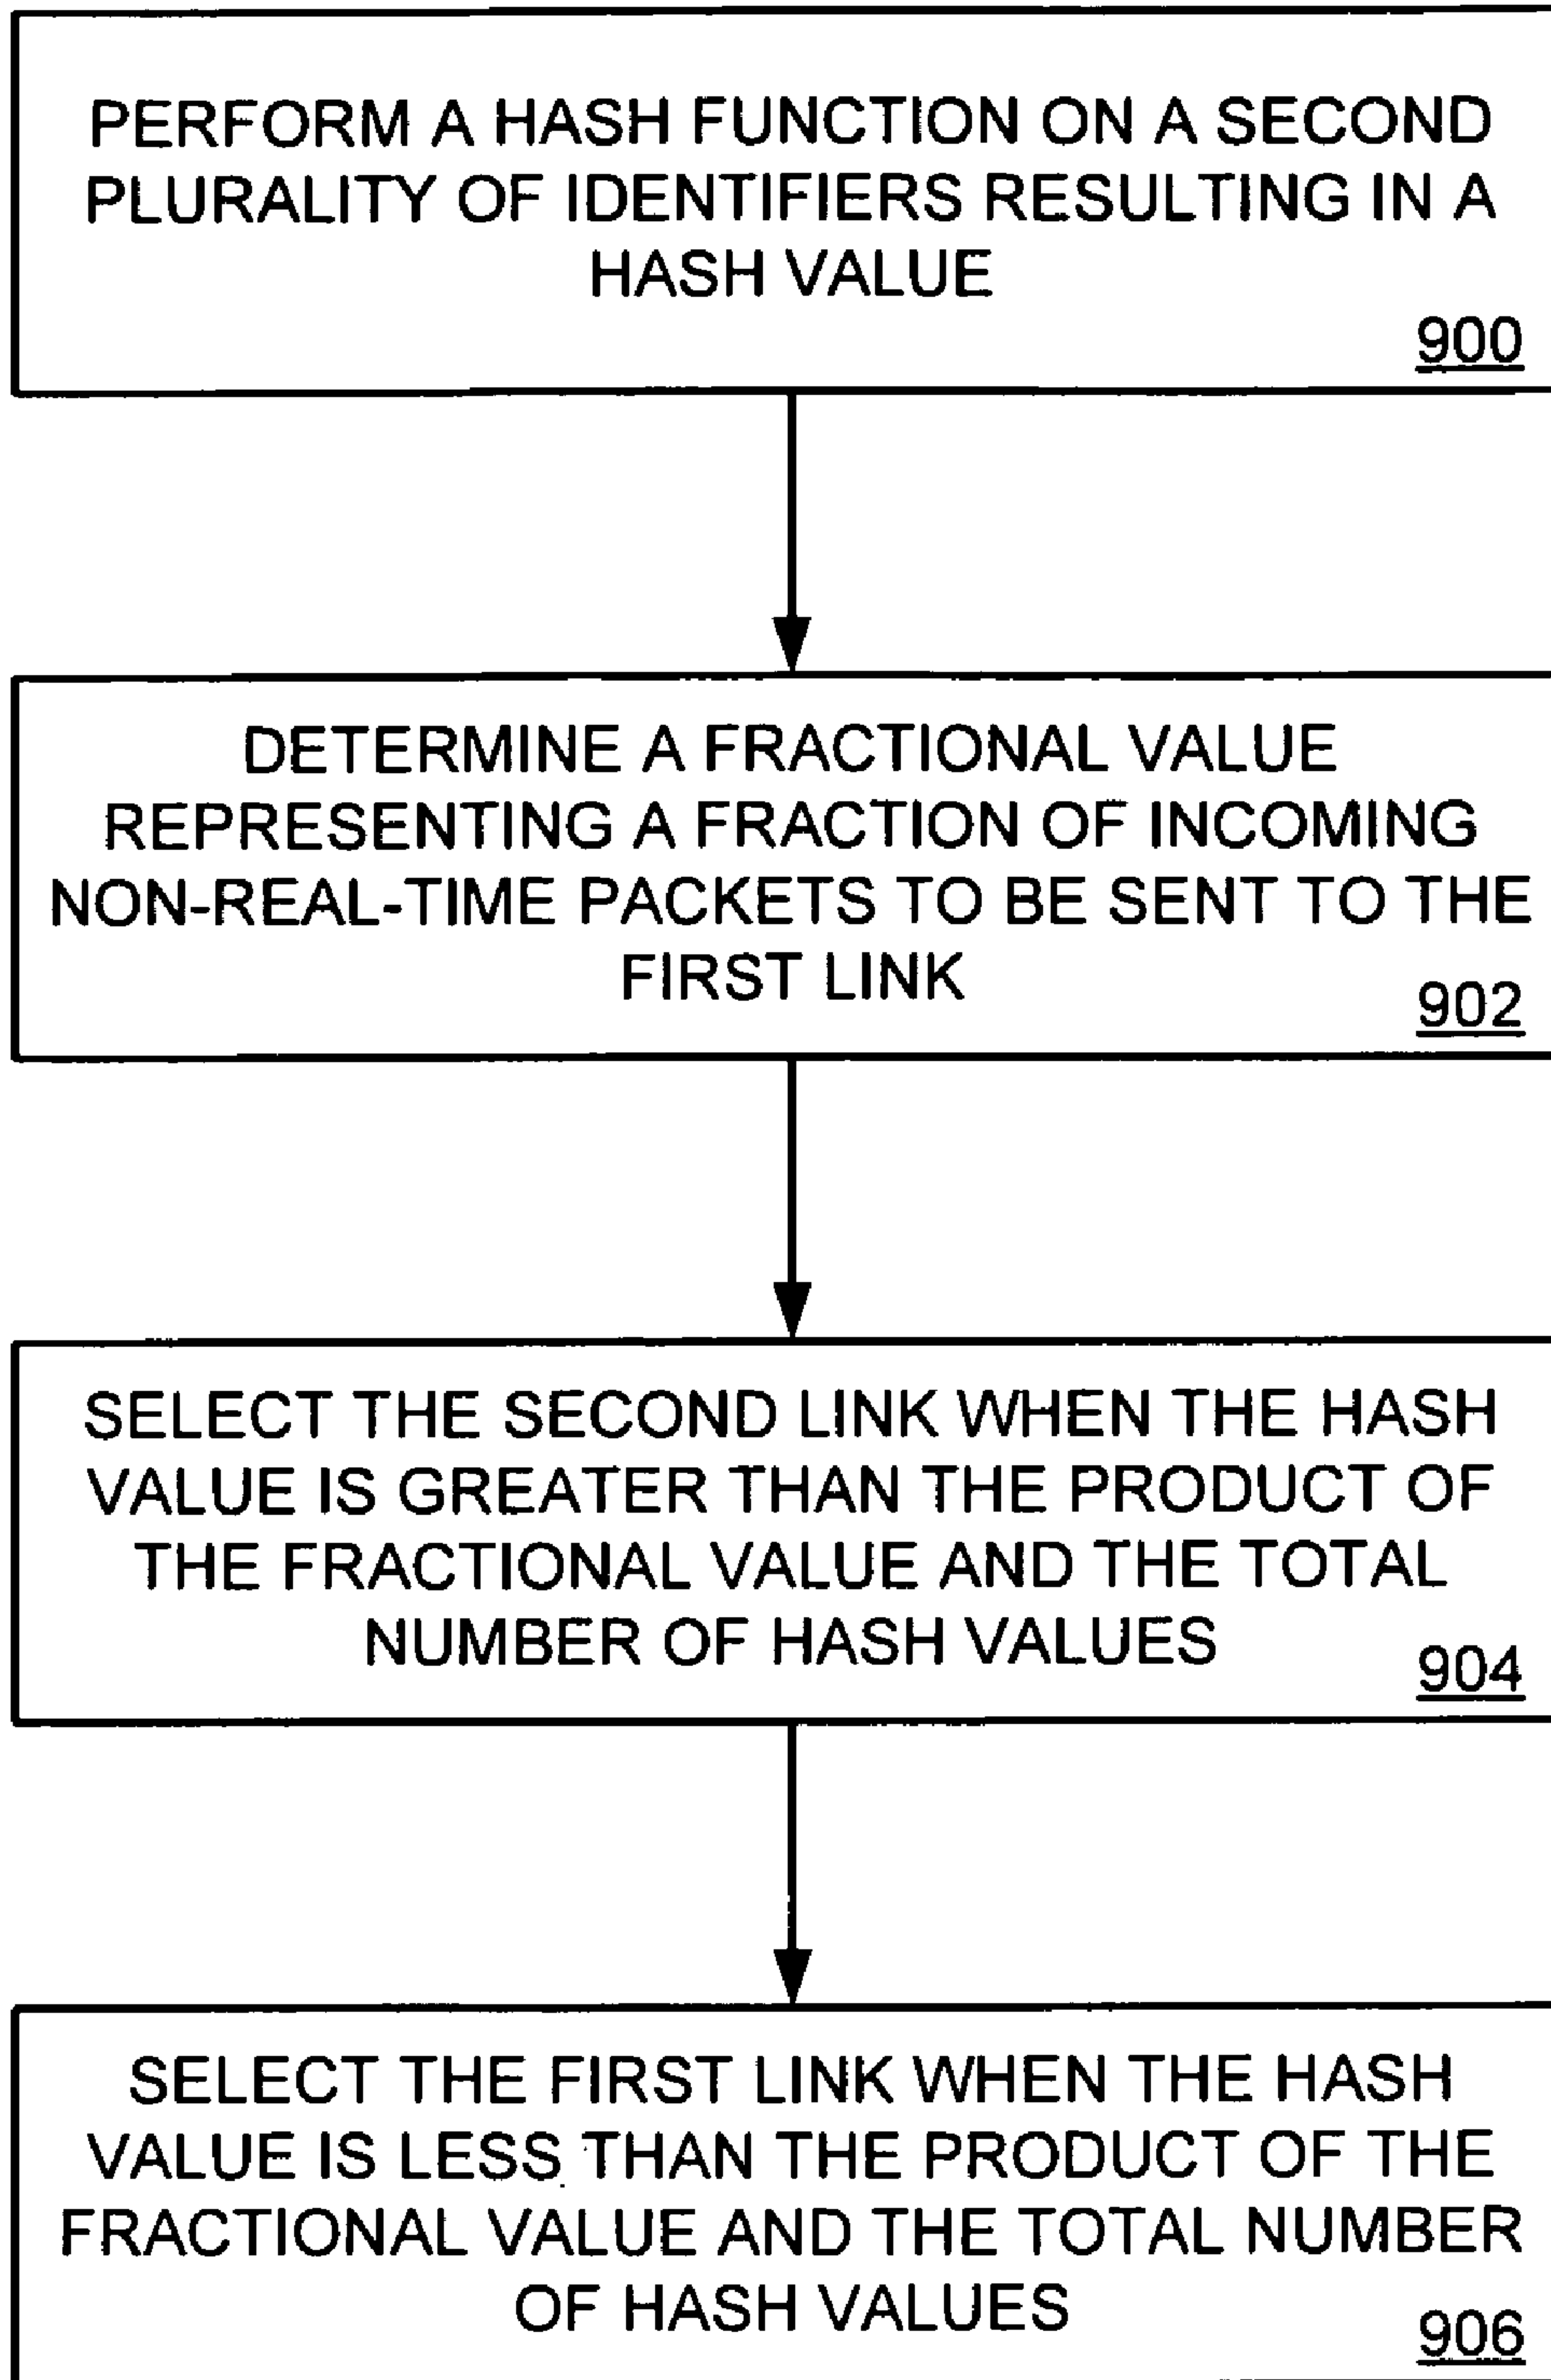 PERFORM A HASH FUNCTION ON A SECOND
PLURALITY OF IDENTIFIERS RESULTING IN A
HASH VALUE
900
DETERMINE A FRACTIONAL VALUE
REPRESENTING A FRACTION OF INCOMING
NON-REAL-TIME PACKETS TO BE SENT TO THE
FIRST LINK
902
SELECT THE SECOND LINK WHEN THE HASH
VALUE IS GREATER THAN THE PRODUCT OF
THE FRACTIONAL VALUE AND THE TOTAL
NUMBER OF HASH VALUES
904
SELECT THE FIRST LINK WHEN THE HASH
VALUE IS LESS THAN THE PRODUCT OF THE
FRACTIONAL VALUE AND THE TOTAL NUMBER
OF HASH VALUES
906